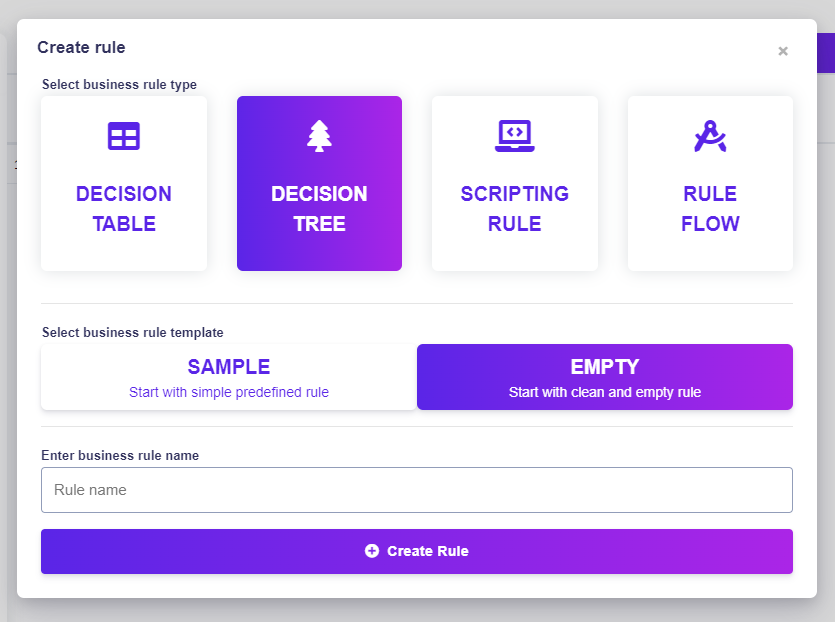 Create rule
×
Select business rule type
DECISION
TABLE
DECISION
TREE
SCRIPTING
RULE
RULE
FLOW
Select business rule template
SAMPLE
Start with simple predefined rule
EMPTY
Start with clean and empty rule
Enter business rule name
Rule name
Create Rule